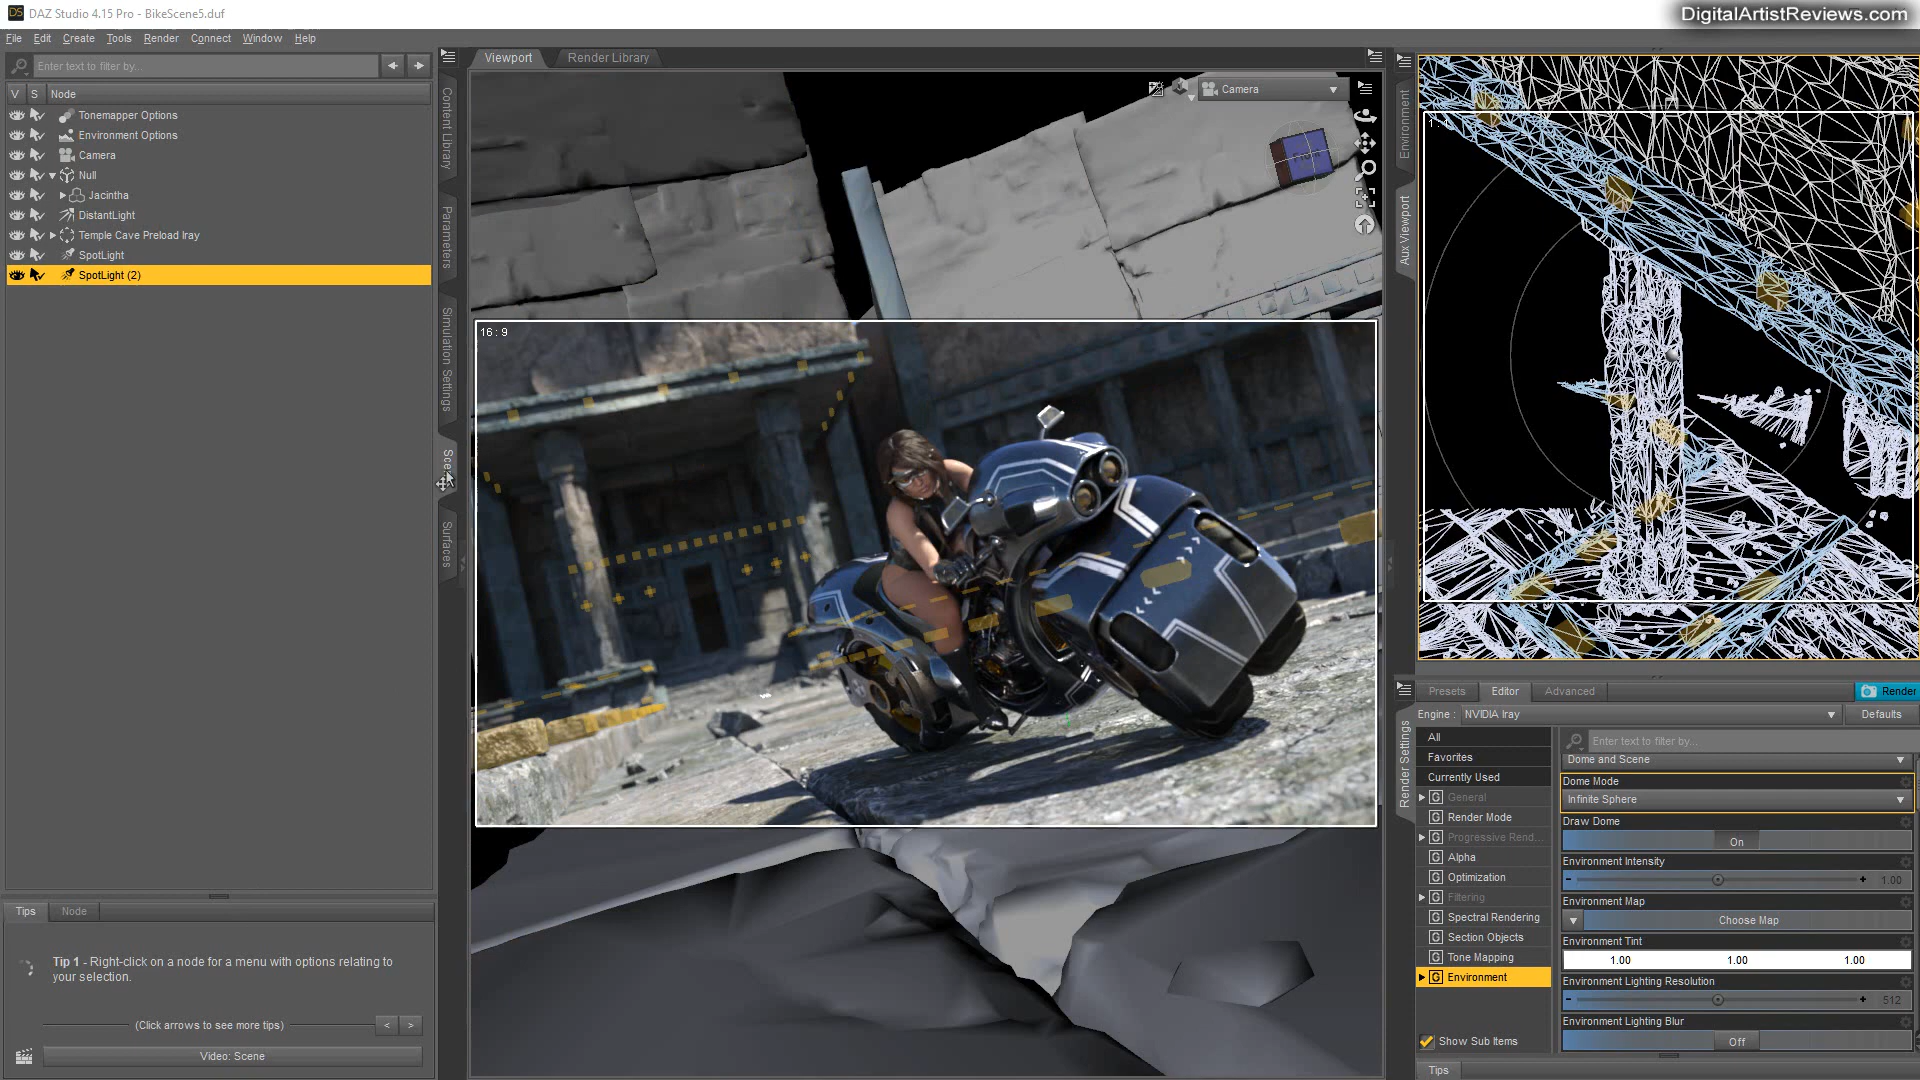 DS DAZ Studio 4.15 Pro - BikeScene5.duf
DigitalArtistReviews.com
File Edit Create Tools Render Connect Window Help
Enter text to filter by...
V S Node
Tonemapper Options
Environment Options
Camera
Null
Jacintha
DistantLight
Temple Cave Preload Iray
SpotLight
SpotLight (2)
Content Library
Parameters
Simulation Settings
Surfaces
Tips Node
Tip 1 - Right-click on a node for a menu with options relating to
your selection.
(Click arrows to see more tips)
< >
Video: Scene
Viewport Render Library
Camera
16 : 9
Environment
Aux Viewport
Render Settings
Presets Editor Advanced
Render
Engine : NVIDIA Iray
Defaults
All
Favorites
Currently Used
G General
G Render Mode
G Progressive Rend...
G Alpha
G Optimization
G Filtering
G Spectral Rendering
G Section Objects
G Tone Mapping
G Environment
Show Sub Items
Enter text to filter by...
Dome and Scene
Dome Mode
Infinite Sphere
Draw Dome
On
Environment Intensity
- + 1.00
Environment Map
Choose Map
Environment Tint
1.00 1.00 1.00
Environment Lighting Resolution
- + 512
Environment Lighting Blur
Off
Tips